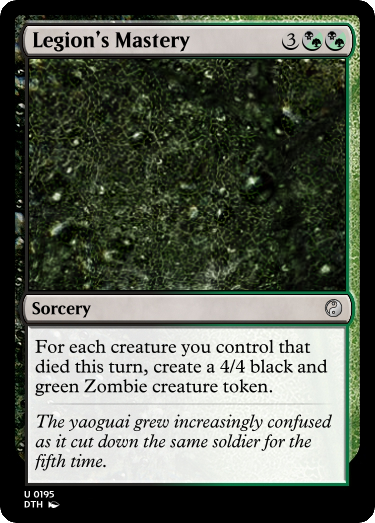 Legion's Mastery 3
Sorcery
For each creature you control that
died this turn, create a 4/4 black and
green Zombie creature token.
The yaoguai grew increasingly confused
as it cut down the same soldier for the
fifth time.
U 0195
DTH